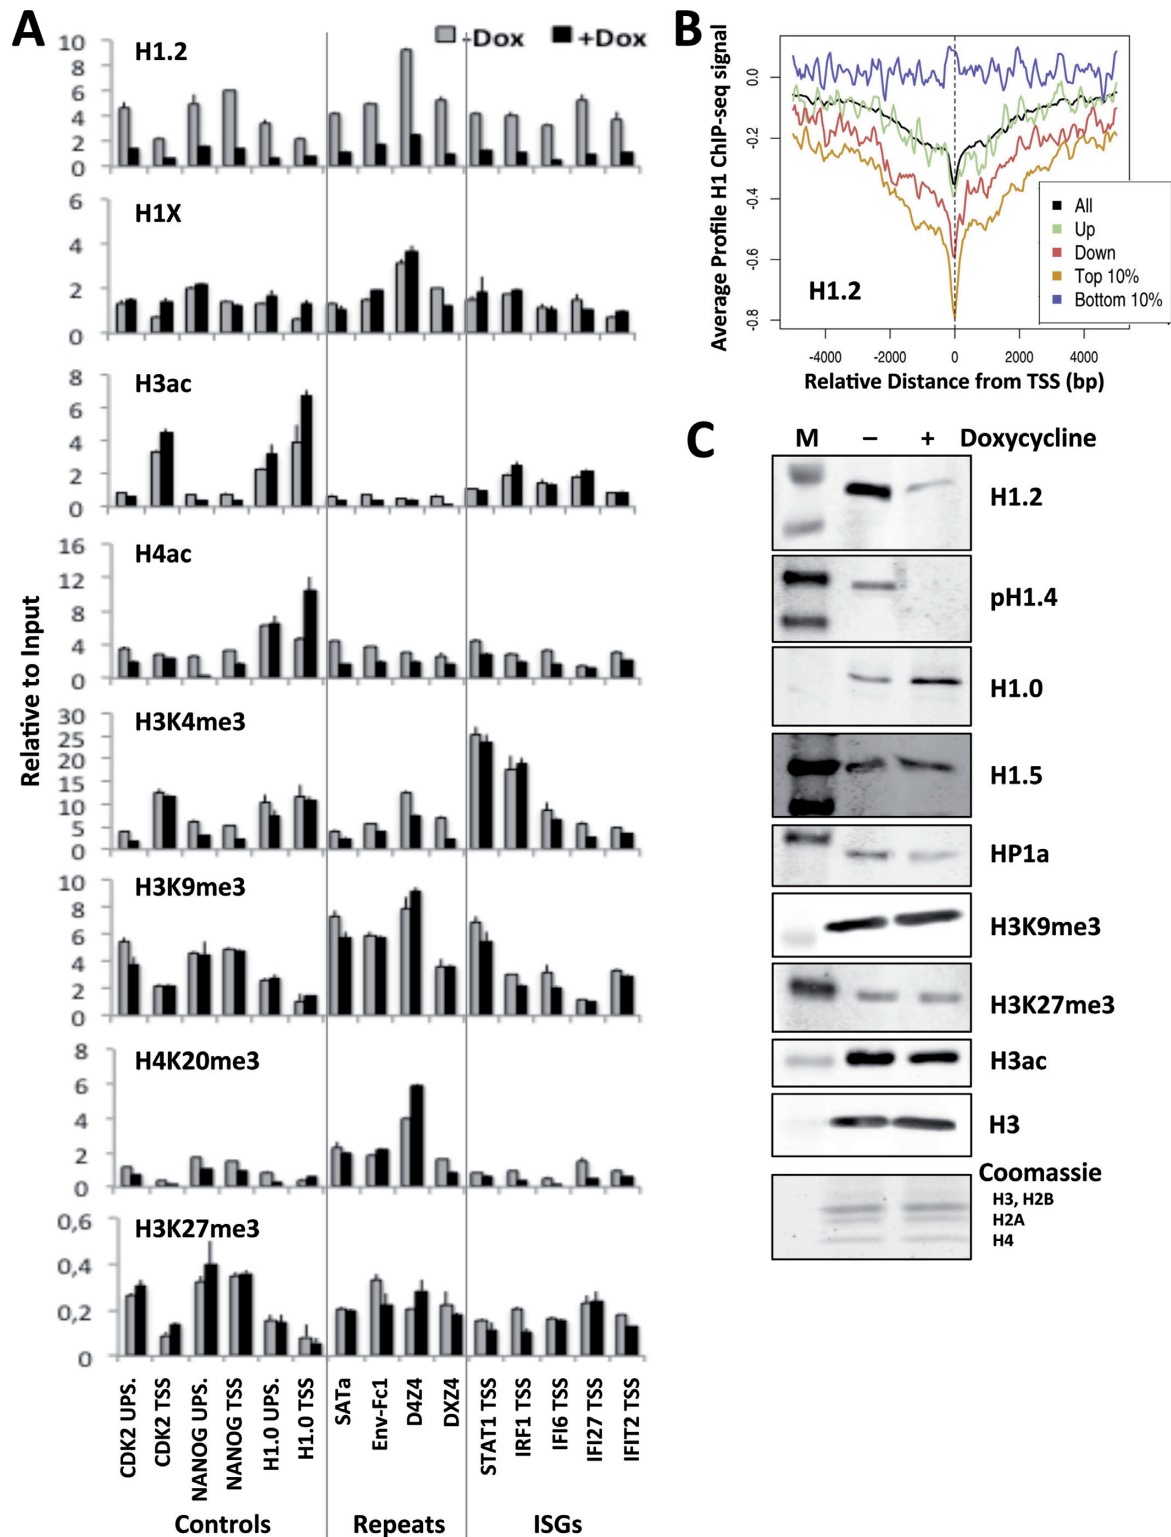 A
-Dox +Dox
Relative to Input
H1.2
10
8
6
4
2
0
H1X
6
4
2
0
H3ac
8
6
4
2
0
H4ac
16
12
8
4
0
H3K4me3
30
25
20
15
10
5
0
H3K9me3
10
8
6
4
2
0
H4K20me3
8
6
4
2
0
H3K27me3
0,6
0,4
0,2
0
CDK2 UPS.
CDK2 TSS
NANOG UPS.
NANOG TSS
H1.0 UPS.
H1.0 TSS
SATa
Env-Fc1
D4Z4
DXZ4
STAT1 TSS
IRF1 TSS
IFI6 TSS
IFI27 TSS
IFIT2 TSS
Controls Repeats ISGs
B
Average Profile H1 ChIP-seq signal
0.0
-0.2
-0.4
-0.6
-0.8
All
Up
Down
Top 10%
Bottom 10%
H1.2
-4000 -2000 0 2000 4000
Relative Distance from TSS (bp)
C
M – + Doxycycline
H1.2
pH1.4
H1.0
H1.5
HP1a
H3K9me3
H3K27me3
H3ac
H3
Coomassie
H3, H2B
H2A
H4